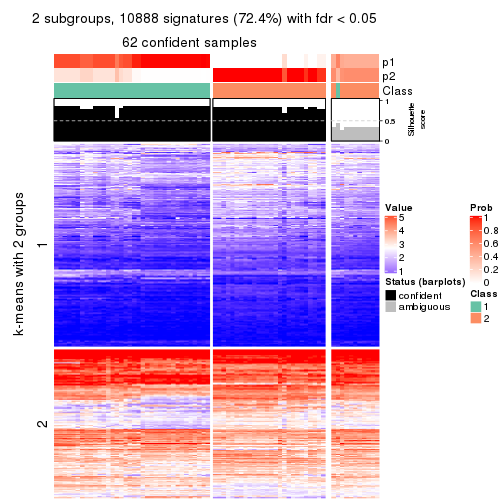 2 subgroups, 10888 signatures (72.4%) with fdr < 0.05
62 confident samples
p1
p2
Class
1
0.5
0
Silhouette
score
k-means with 2 groups
1
2
Value
5
4
3
2
1
Prob
1
0.8
0.6
0.4
0.2
0
Status (barplots)
confident
ambiguous
Class
1
2